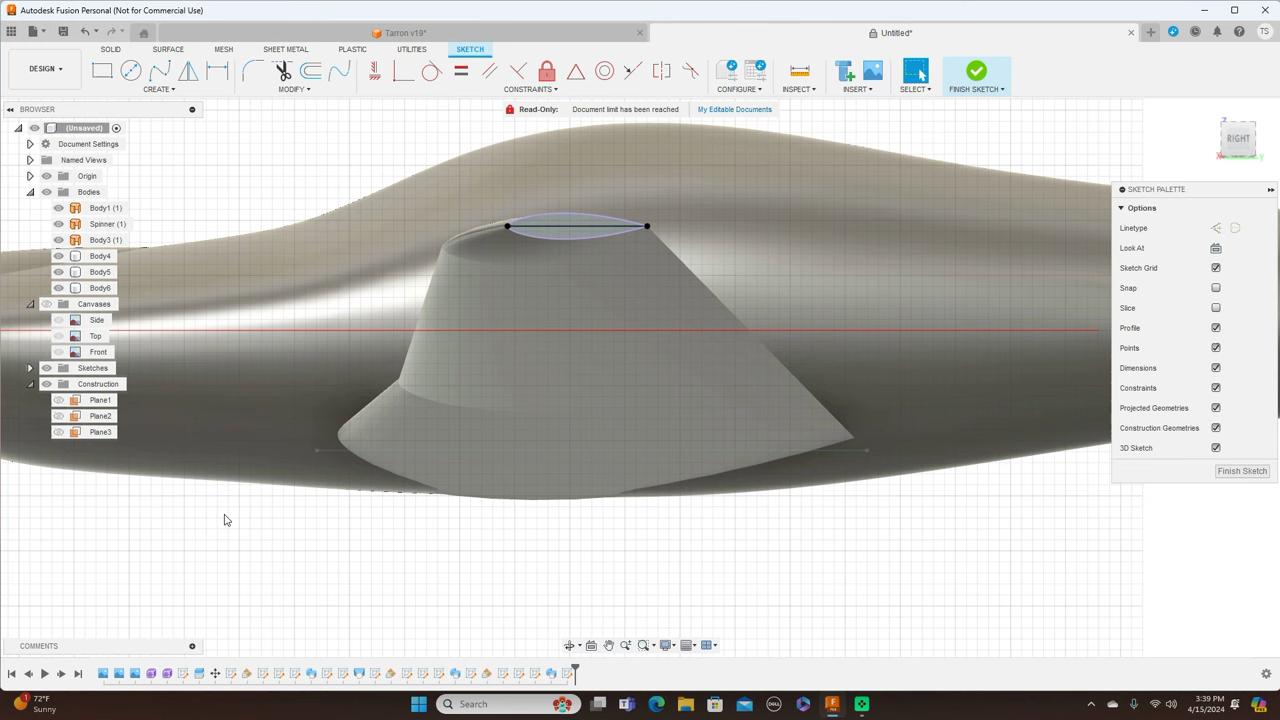 Autodesk Fusion Personal (Not for Commercial Use)
Tarron v19*
Untitled*
TS
DESIGN
SOLID SURFACE MESH SHEET METAL PLASTIC UTILITIES SKETCH
CREATE MODIFY CONSTRAINTS CONFIGURE INSPECT INSERT SELECT FINISH SKETCH
BROWSER
Read-Only: Document limit has been reached My Editable Documents
(Unsaved)
Document Settings
Named Views
Origin
Bodies
Body1 (1)
Spinner (1)
Body3 (1)
Body4
Body5
Body6
Canvases
Side
Top
Front
Sketches
Construction
Plane1
Plane2
Plane3
Z
RIGHT
X
Y
SKETCH PALETTE
Options
Linetype
Look At
Sketch Grid
Snap
Slice
Profile
Points
Dimensions
Constraints
Projected Geometries
Construction Geometries
3D Sketch
Finish Sketch
COMMENTS
72°F
Sunny
Search
DELL
3:39 PM
4/15/2024